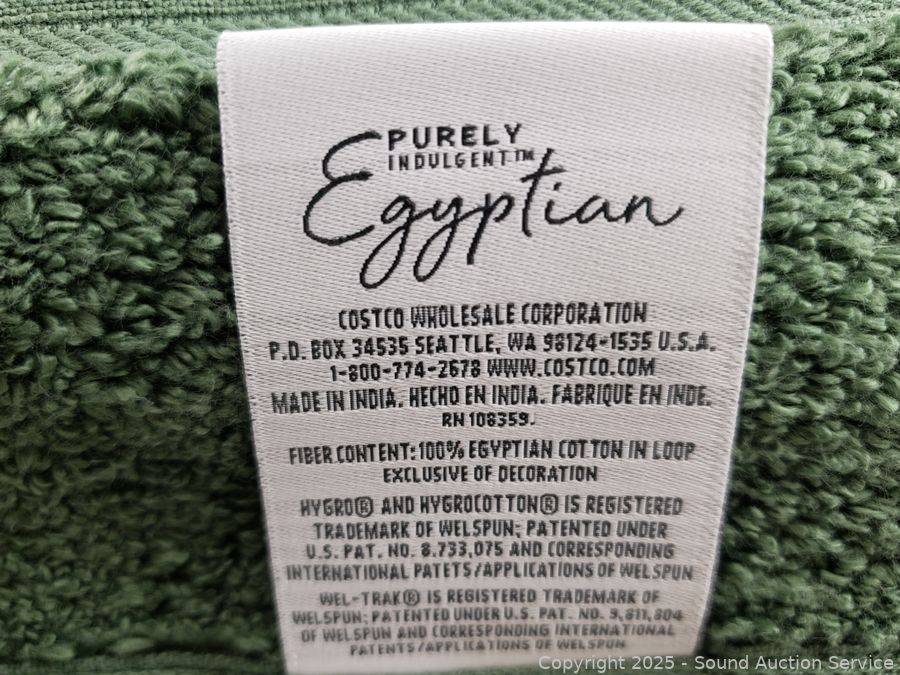 PURELY
INDULGENT™
Egyptian
COSTCO WHOLESALE CORPORATION
P.O. BOX 34535 SEATTLE, WA 98124-1535 U.S.A.
1-800-774-2678 WWW.COSTCO.COM
MADE IN INDIA. HECHO EN INDIA. FABRIQUE EN INDE.
RN 108359.
FIBER CONTENT: 100% EGYPTIAN COTTON IN LOOP
EXCLUSIVE OF DECORATION
HYGRO® AND HYGROCOTTON® IS REGISTERED
TRADEMARK OF WELSPUN; PATENTED UNDER
U.S. PAT. NO. 8,733,075 AND CORRESPONDING
INTERNATIONAL PATETS/APPLICATIONS OF WELSPUN
WEL-TRAK® IS REGISTERED TRADEMARK OF
WELSPUN; PATENTED UNDER U.S. PAT. NO. 9,811,804
OF WELSPUN AND CORRESPONDING INTERNATIONAL
PATENTS/APPLICATIONS OF WELSPUN
Copyright 2025 - Sound Auction Service